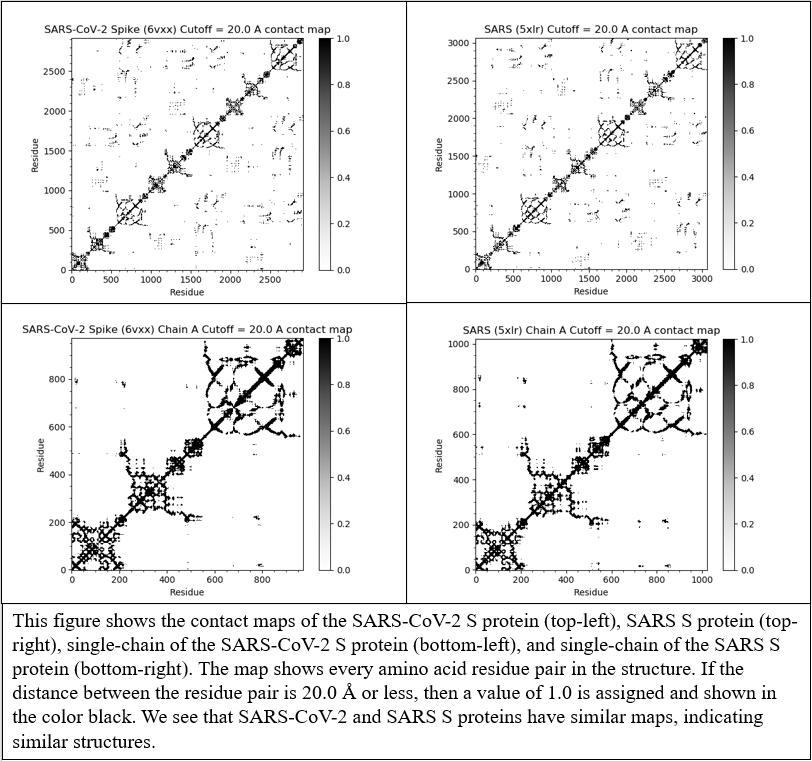 SARS-CoV-2 Spike (6vxx) Cutoff = 20.0 A contact map
2500
2000
1500
1000
500
0
Residue
0 500 1000 1500 2000 2500
Residue
1.0
0.8
0.6
0.4
0.2
0.0
SARS (5xlr) Cutoff = 20.0 A contact map
3000
2500
2000
1500
1000
500
0
Residue
0 500 1000 1500 2000 2500 3000
Residue
1.0
0.8
0.6
0.4
0.2
0.0
SARS-CoV-2 Spike (6vxx) Chain A Cutoff = 20.0 A contact map
800
600
400
200
0
Residue
0 200 400 600 800
Residue
1.0
0.8
0.6
0.4
0.2
0.0
SARS (5xlr) Chain A Cutoff = 20.0 A contact map
1000
800
600
400
200
0
Residue
0 200 400 600 800 1000
Residue
1.0
0.8
0.6
0.4
0.2
0.0
This figure shows the contact maps of the SARS-CoV-2 S protein (top-left), SARS S protein (top-
right), single-chain of the SARS-CoV-2 S protein (bottom-left), and single-chain of the SARS S
protein (bottom-right). The map shows every amino acid residue pair in the structure. If the
distance between the residue pair is 20.0 Å or less, then a value of 1.0 is assigned and shown in
the color black. We see that SARS-CoV-2 and SARS S proteins have similar maps, indicating
similar structures.